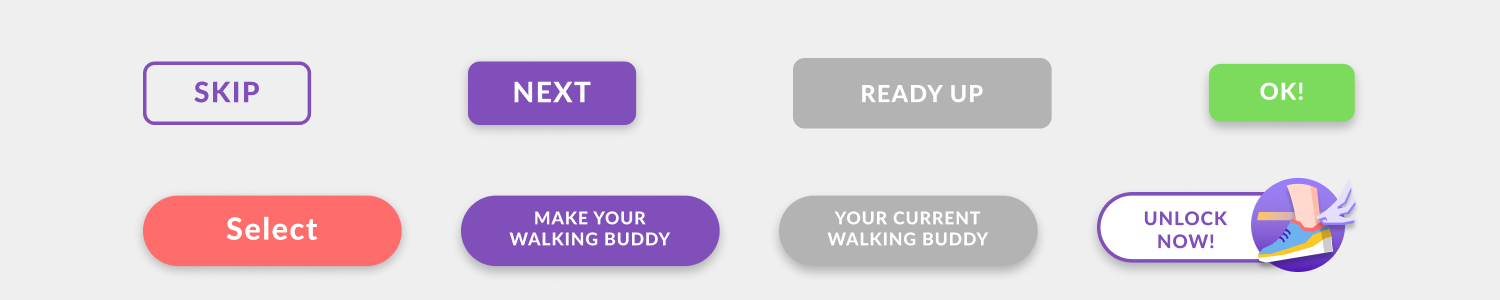 SKIP
NEXT
READY UP
OK!
Select
MAKE YOUR
WALKING BUDDY
YOUR CURRENT
WALKING BUDDY
UNLOCK
NOW!